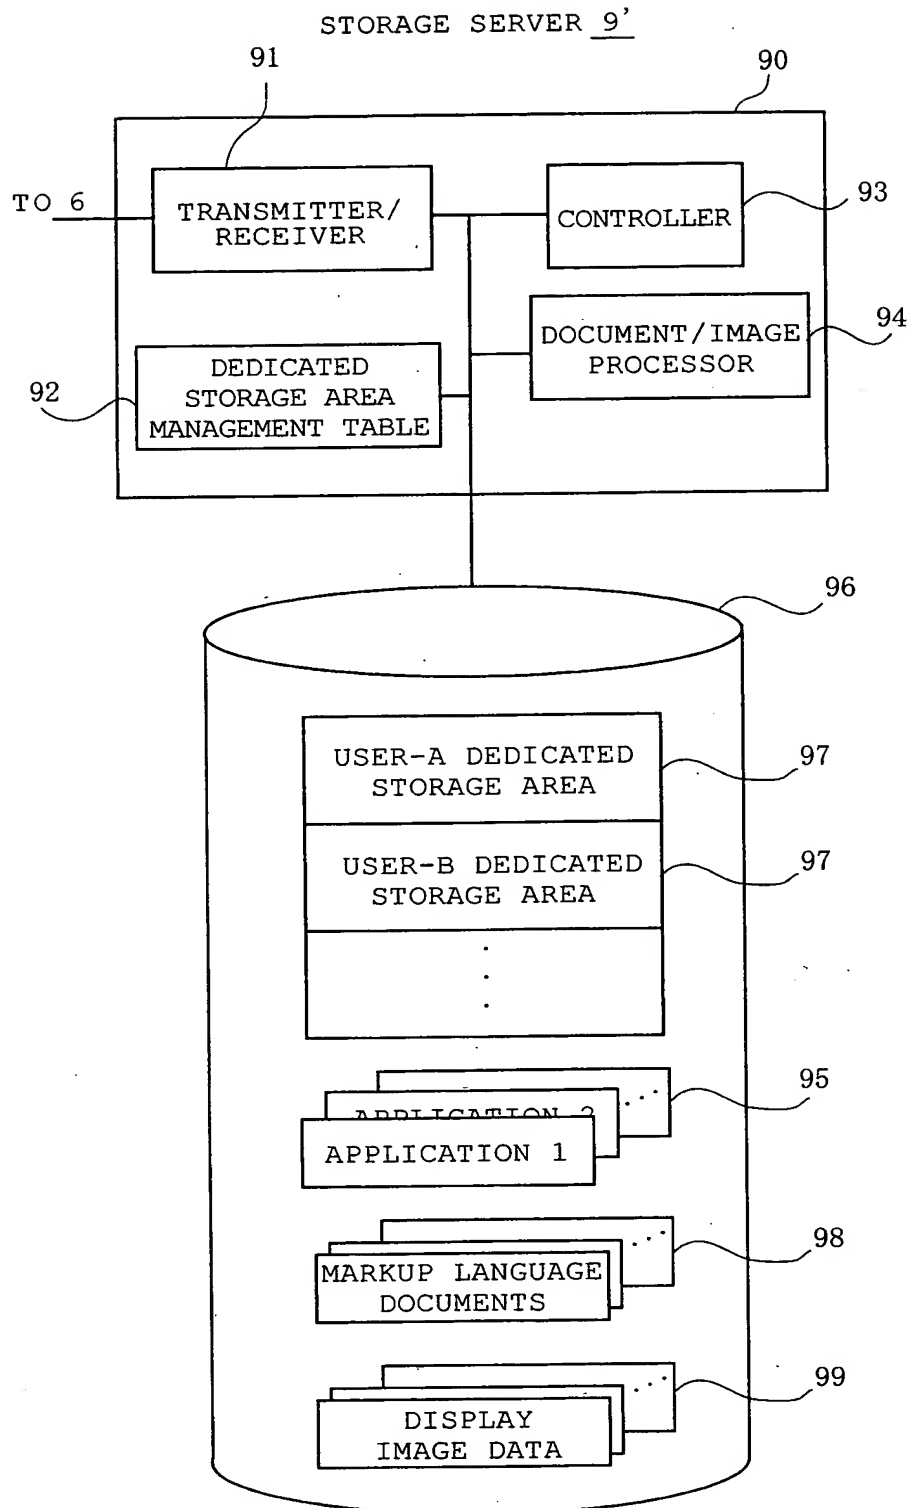 STORAGE SERVER 9'
91
90
TO 6
TRANSMITTER/
RECEIVER
CONTROLLER
93
DOCUMENT/IMAGE
PROCESSOR
94
92
DEDICATED
STORAGE AREA
MANAGEMENT TABLE
96
USER-A DEDICATED
STORAGE AREA
97
USER-B DEDICATED
STORAGE AREA
97
95
APPLICATION 2
APPLICATION 1
98
MARKUP LANGUAGE
DOCUMENTS
99
DISPLAY
IMAGE DATA